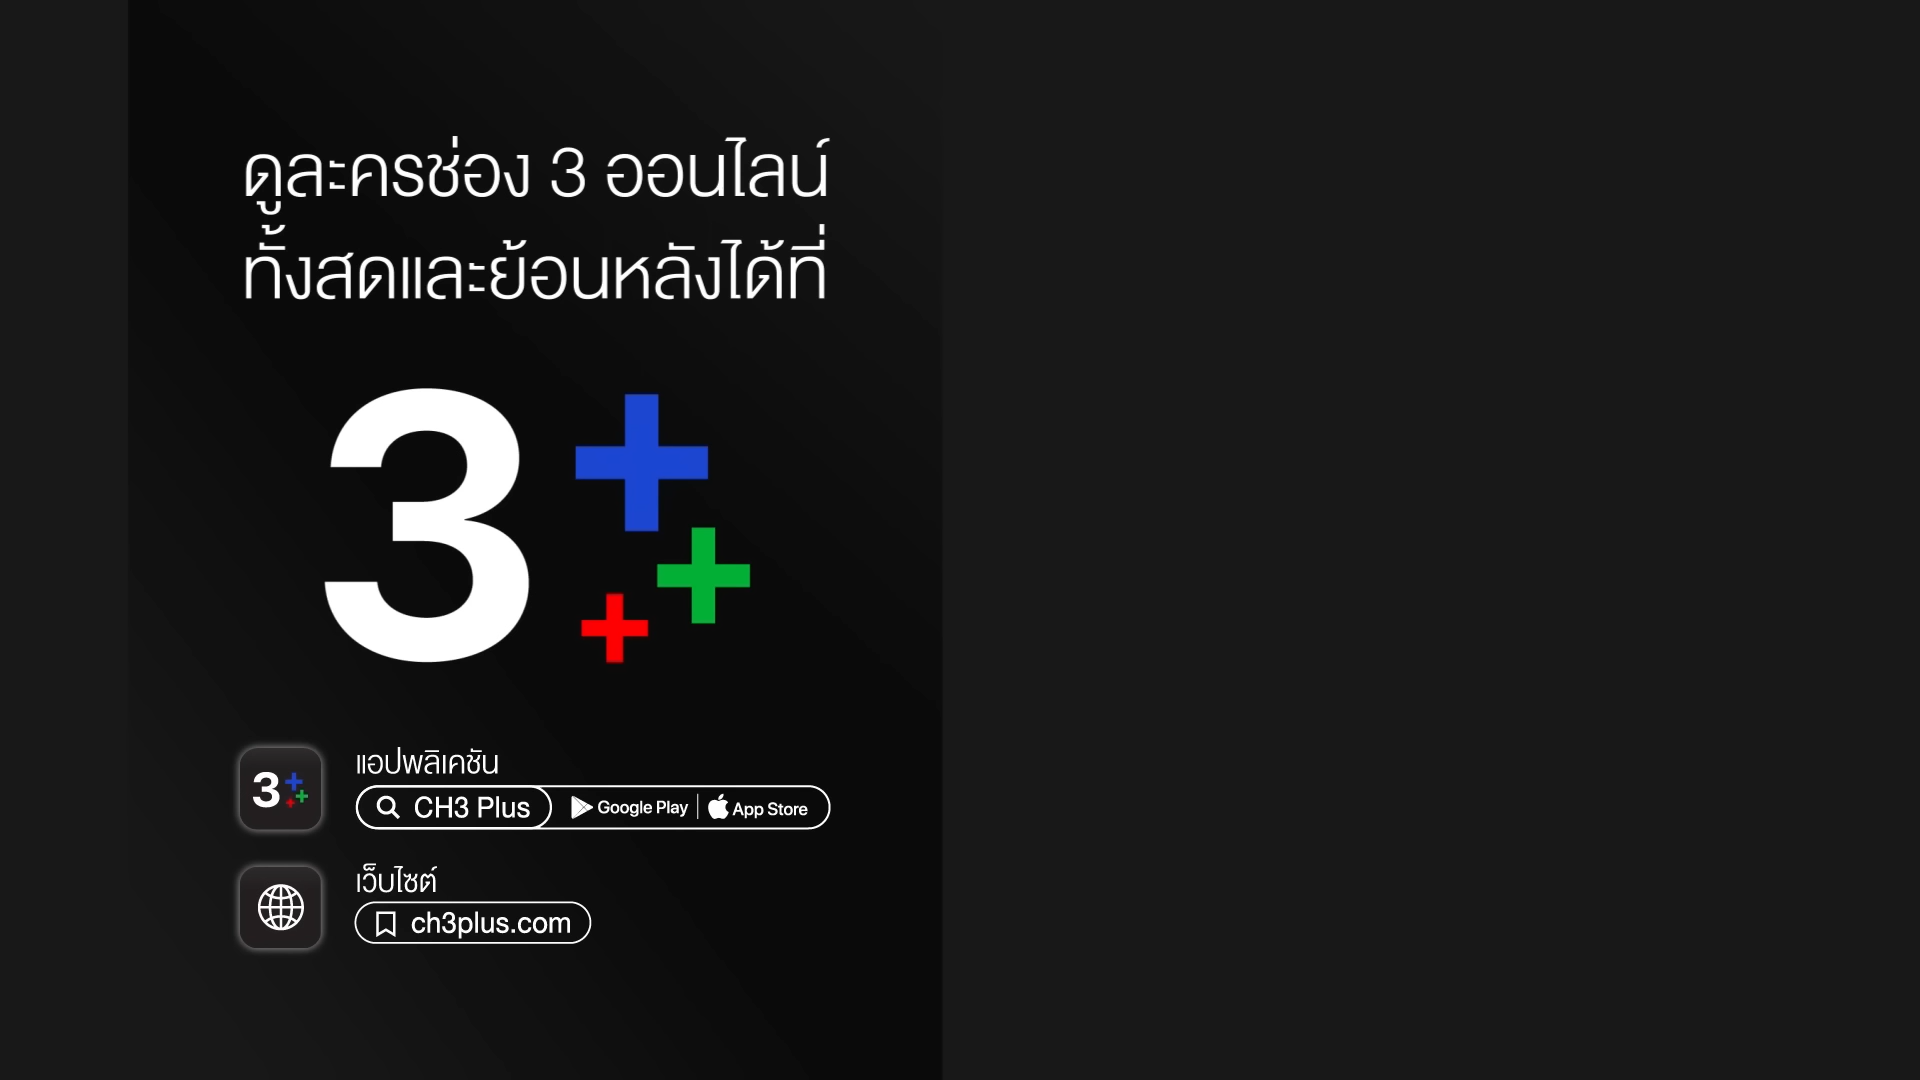 ดูละครช่อง 3 ออนไลน์
ทั้งสดและย้อนหลังได้ที่
3+++
3+++
แอปพลิเคชัน
CH3 Plus Google Play App Store
เว็บไซต์
ch3plus.com